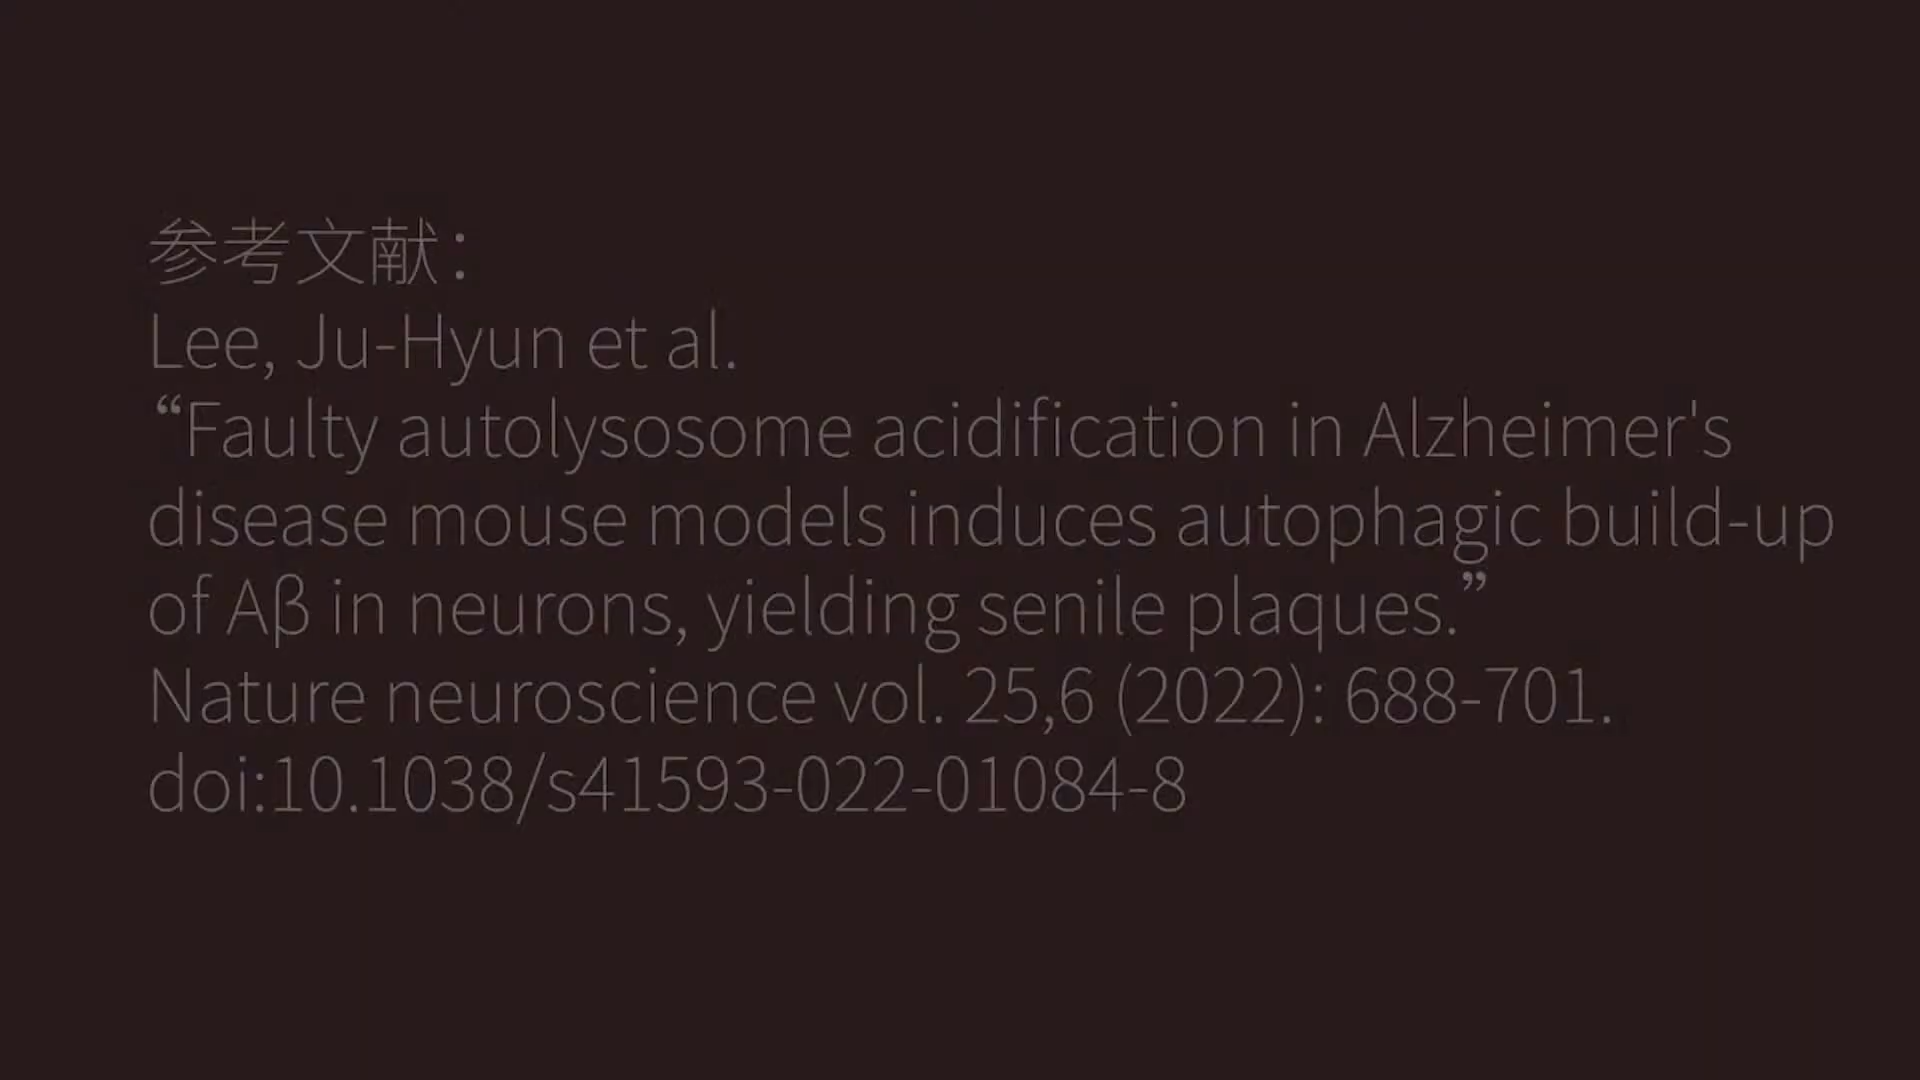 参考文献：
Lee, Ju-Hyun et al.
“Faulty autolysosome acidification in Alzheimer's
disease mouse models induces autophagic build-up
of Aβ in neurons, yielding senile plaques.”
Nature neuroscience vol. 25,6 (2022): 688-701.
doi:10.1038/s41593-022-01084-8